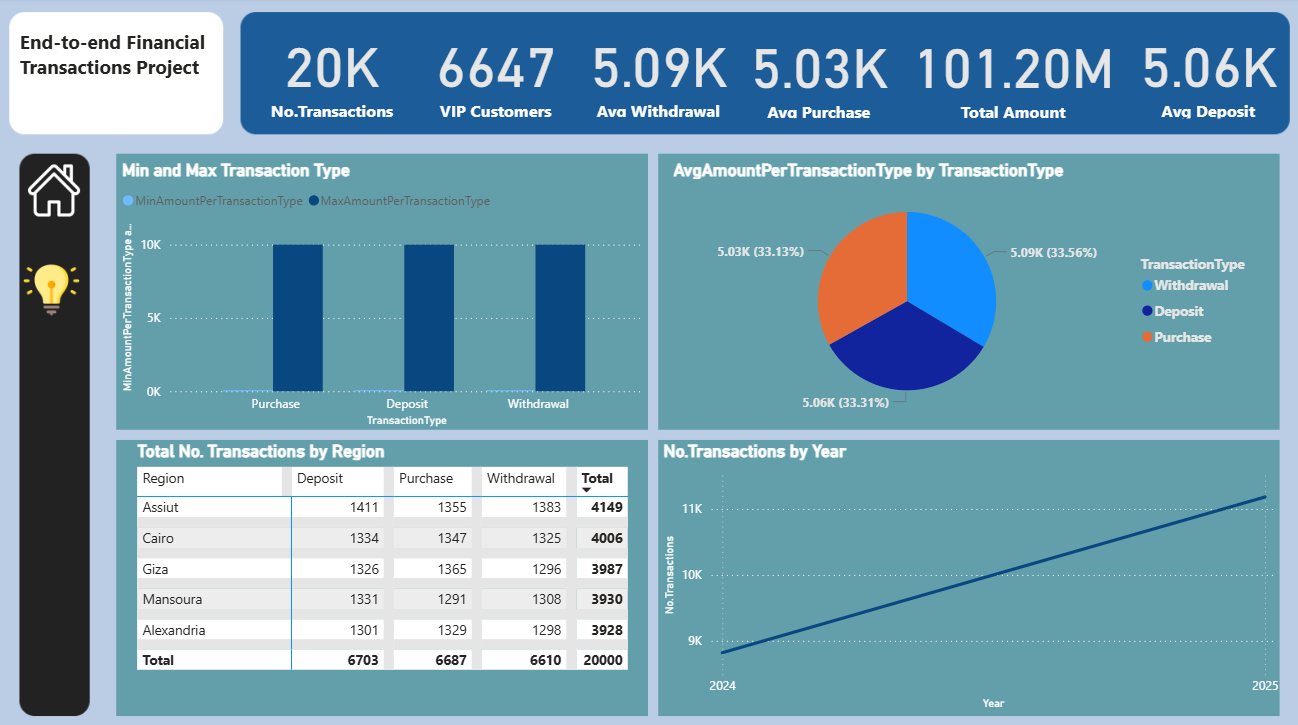 End-to-end Financial
Transactions Project
20K
No.Transactions
6647
VIP Customers
5.09K
Avg Withdrawal
5.03K
Avg Purchase
101.20M
Total Amount
5.06K
Avg Deposit
Min and Max Transaction Type
MinAmountPerTransactionType MaxAmountPerTransactionType
MinAmountPerTransactionType a...
10K
5K
0K
Purchase Deposit Withdrawal
TransactionType
AvgAmountPerTransactionType by TransactionType
5.03K (33.13%)
5.09K (33.56%)
5.06K (33.31%)
TransactionType
Withdrawal
Deposit
Purchase
Total No. Transactions by Region
Region Deposit Purchase Withdrawal Total
Assiut 1411 1355 1383 4149
Cairo 1334 1347 1325 4006
Giza 1326 1365 1296 3987
Mansoura 1331 1291 1308 3930
Alexandria 1301 1329 1298 3928
Total 6703 6687 6610 20000
No.Transactions by Year
No.Transactions
11K
10K
9K
2024 2025
Year